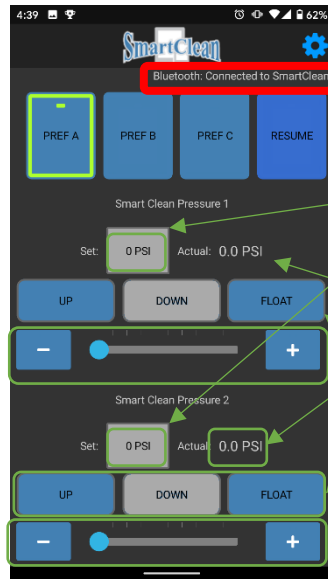 4:39 62%
SmartClean
Bluetooth: Connected to SmartClean
PREF A PREF B PREF C RESUME
Smart Clean Pressure 1
Set: 0 PSI Actual: 0.0 PSI
UP DOWN FLOAT
− +
Smart Clean Pressure 2
Set: 0 PSI Actual: 0.0 PSI
UP DOWN FLOAT
− +